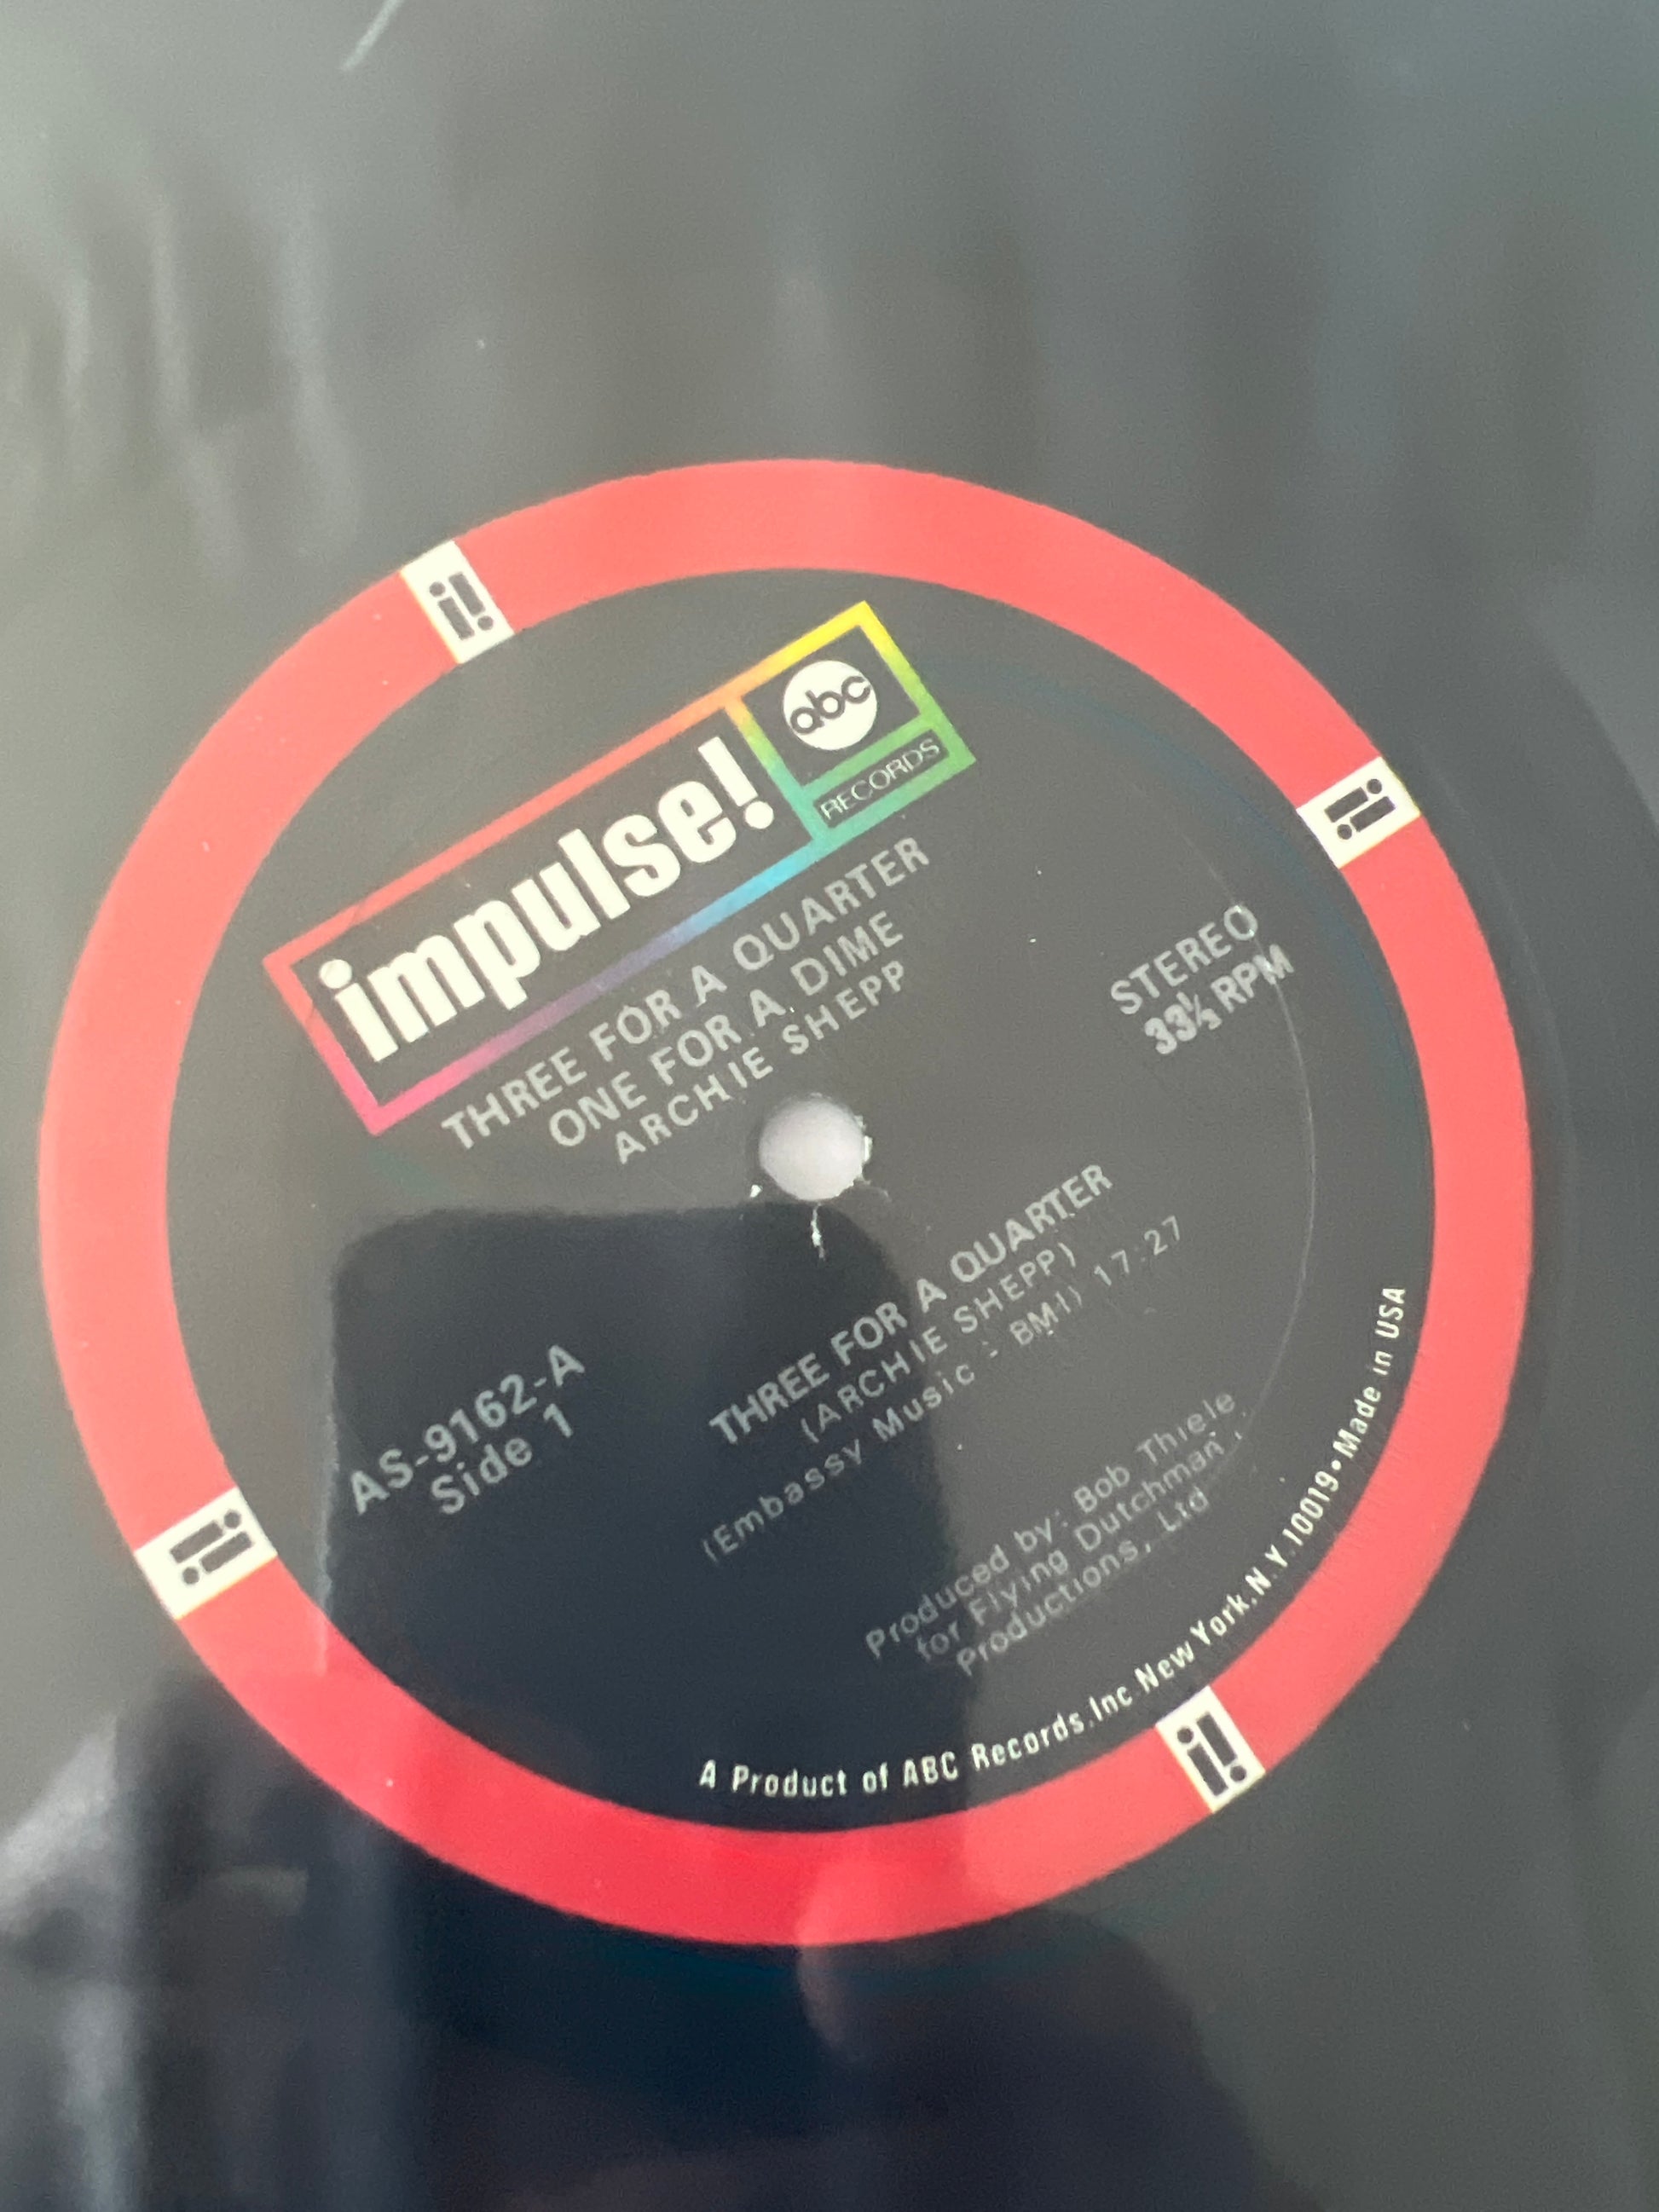 impulse!
abc
RECORDS
THREE FOR A QUARTER
ONE FOR A DIME
ARCHIE SHEPP
STEREO
33⅓ RPM
AS-9162-A
Side 1
THREE FOR A QUARTER
(ARCHIE SHEPP)
(Embassy Music - BMI) 17:27
Produced by: Bob Thiele
for Flying Dutchman
Productions, Ltd
A Product of ABC Records, Inc New York, N.Y. 10019 • Made in USA
i!
i!
i!
i!